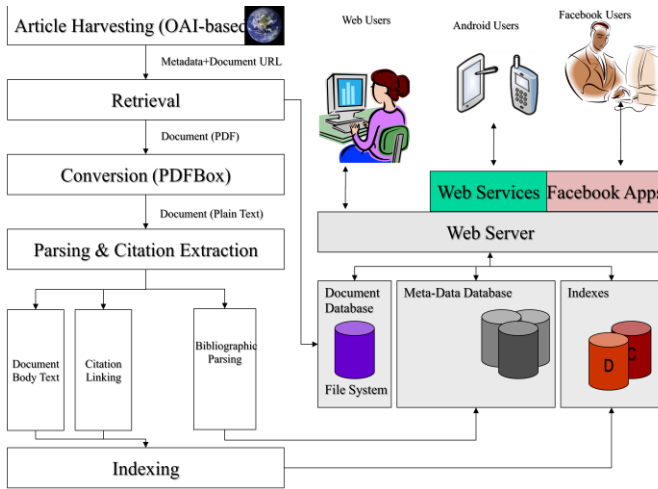 Article Harvesting (OAI-based
Metadata+Document URL
Retrieval
Document (PDF)
Conversion (PDFBox)
Document (Plain Text)
Parsing & Citation Extraction
Document
Body Text
Citation
Linking
Bibliographic
Parsing
Indexing
Web Users
Android Users
Facebook Users
Web Services
Facebook Apps
Web Server
Document
Database
File System
Meta-Data Database
Indexes
D
C